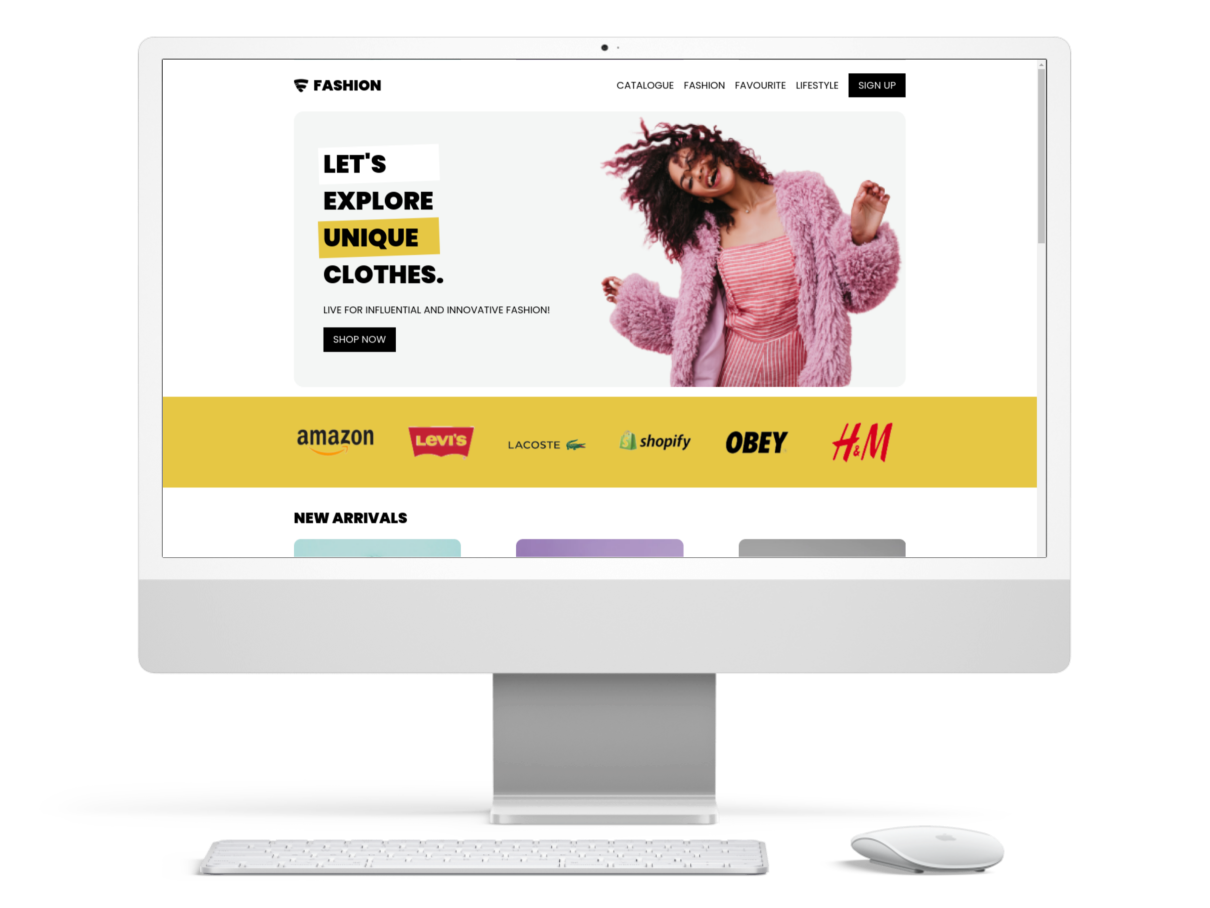 FASHION
CATALOGUE FASHION FAVOURITE LIFESTYLE SIGN UP
LET'S
EXPLORE
UNIQUE
CLOTHES.
LIVE FOR INFLUENTIAL AND INNOVATIVE FASHION!
SHOP NOW
amazon LEVI'S LACOSTE shopify OBEY H&M
NEW ARRIVALS